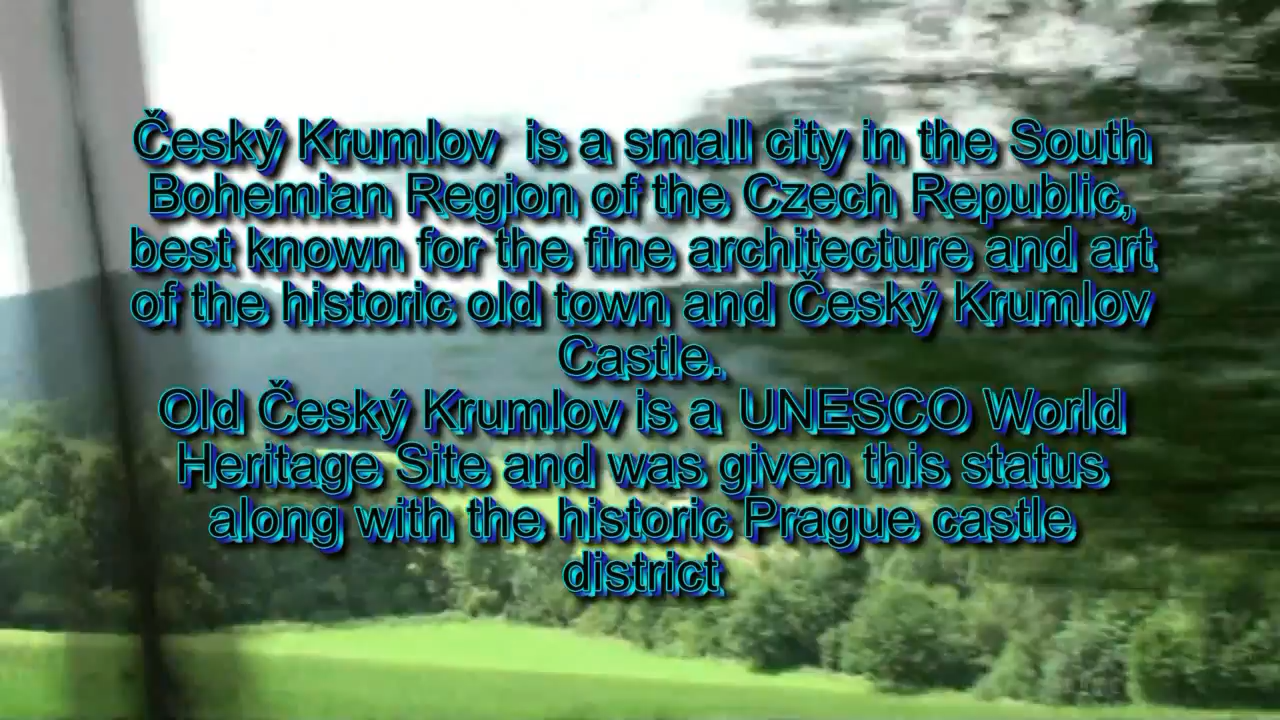 Český Krumlov  is a small city in the South
Bohemian Region of the Czech Republic,
best known for the fine architecture and art
of the historic old town and Český Krumlov
Castle.
Old Český Krumlov is a UNESCO World
Heritage Site and was given this status
along with the historic Prague castle
district